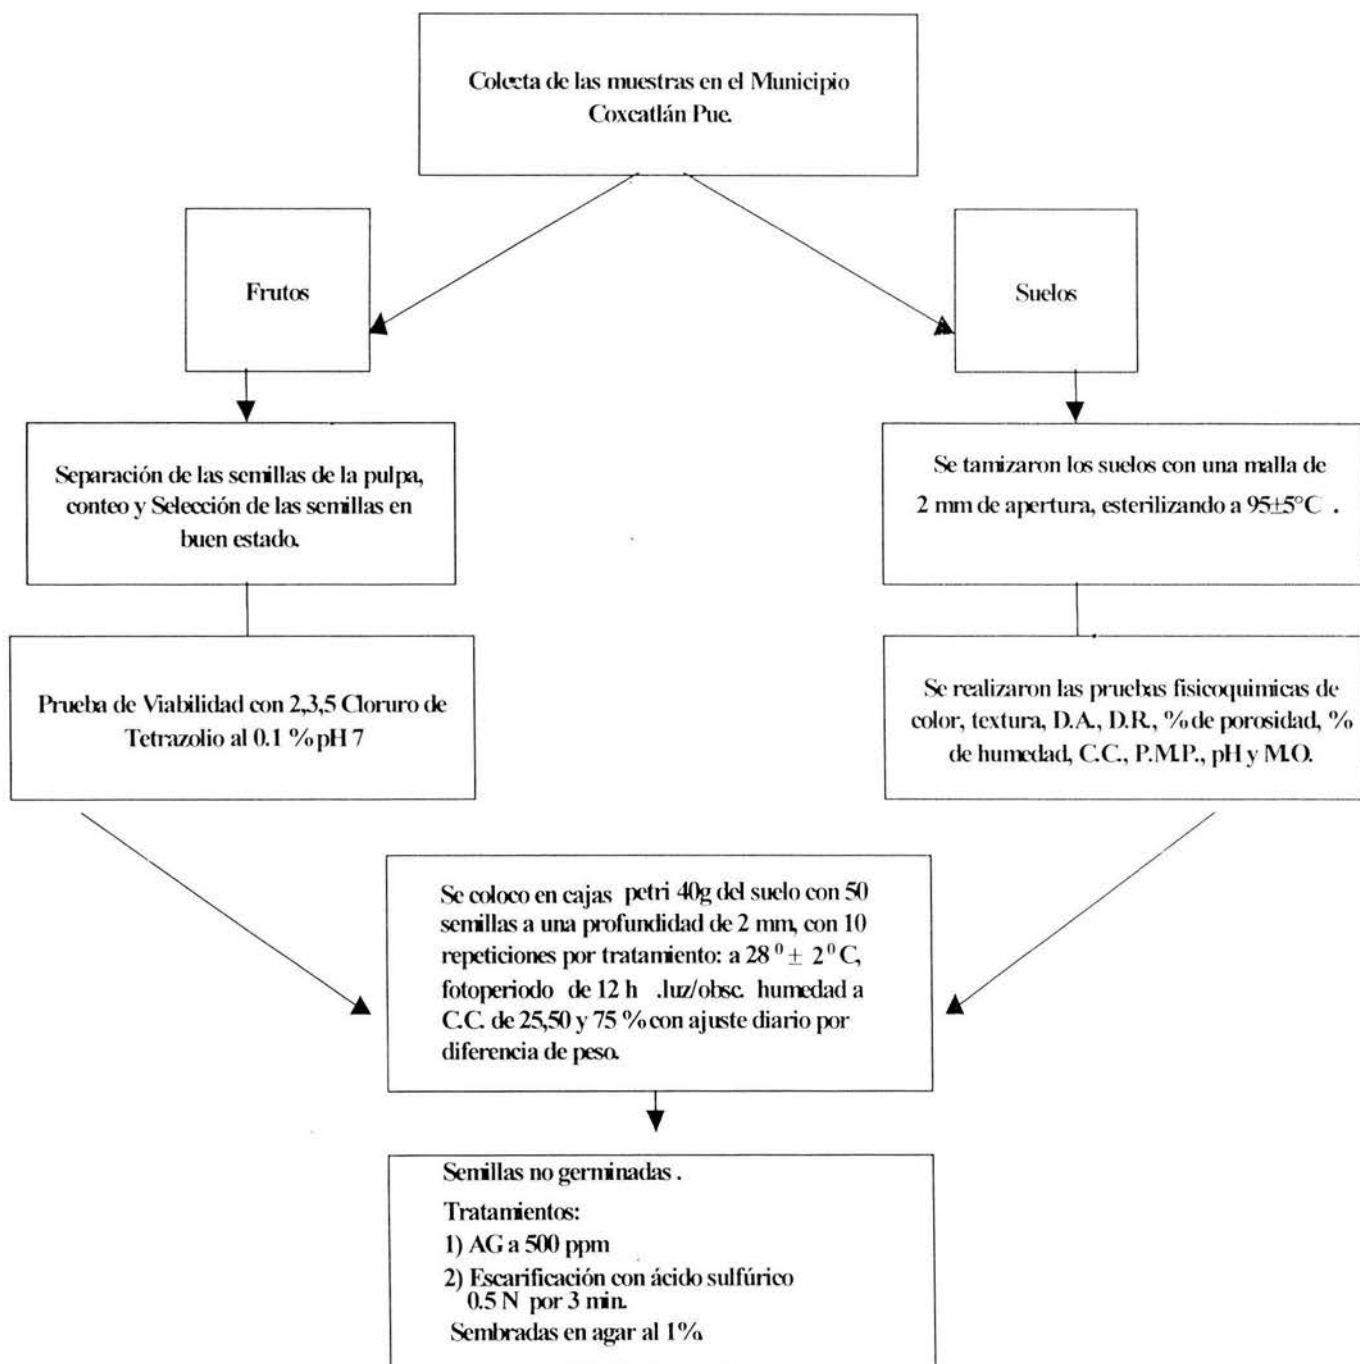 Colecta de las muestras en el Municipio
Coxcatlán Pue.
Frutos
Suelos
Separación de las semillas de la pulpa,
conteo y Selección de las semillas en
buen estado.
Se tamizaron los suelos con una malla de
2 mm de apertura, esterilizando a 95±5°C .
Prueba de Viabilidad con 2,3,5 Cloruro de
Tetrazolio al 0.1 % pH 7
Se realizaron las pruebas fisicoquimicas de
color, textura, D.A., D.R., % de porosidad, %
de humedad, C.C., P.M.P., pH y M.O.
Se coloco en cajas petri 40g del suelo con 50
semillas a una profundidad de 2 mm, con 10
repeticiones por tratamiento: a 28⁰ ± 2⁰C,
fotoperiodo de 12 h .luz/obsc. humedad a
C.C. de 25,50 y 75 % con ajuste diario por
diferencia de peso.
Semillas no germinadas .
Tratamientos:
1) AG a 500 ppm
2) Escarificación con ácido sulfúrico
0.5 N por 3 min.
Sembradas en agar al 1%.